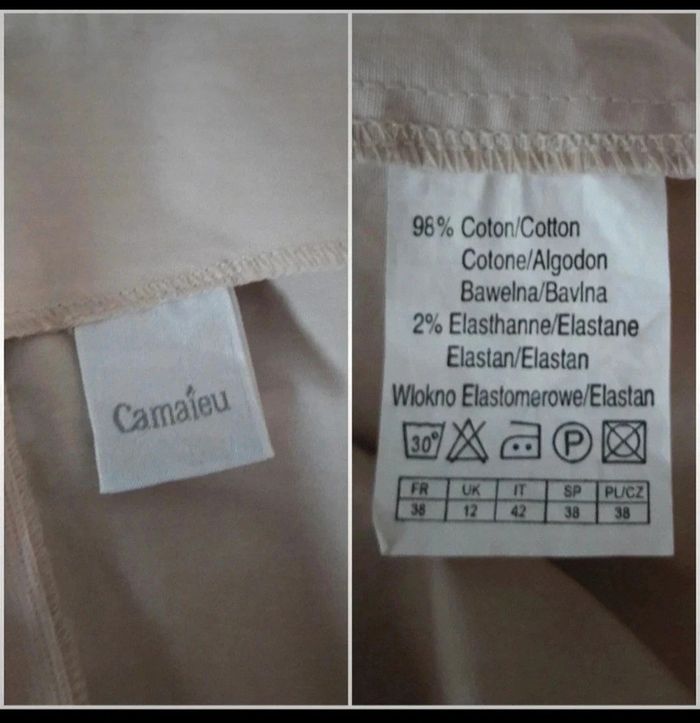 Camaïeu
98% Coton/Cotton
Cotone/Algodon
Bawelna/Bavlna
2% Elasthanne/Elastane
Elastan/Elastan
Wlokno Elastomerowe/Elastan
30° P
FR UK IT SP PL/CZ
38 12 42 38 38